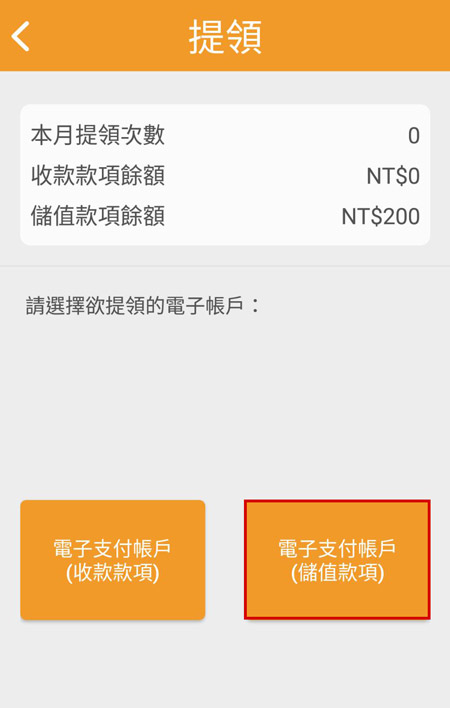 提領
本月提領次數 0
收款款項餘額 NT$0
儲值款項餘額 NT$200
請選擇欲提領的電子帳戶：
電子支付帳戶
(收款款項)
電子支付帳戶
(儲值款項)